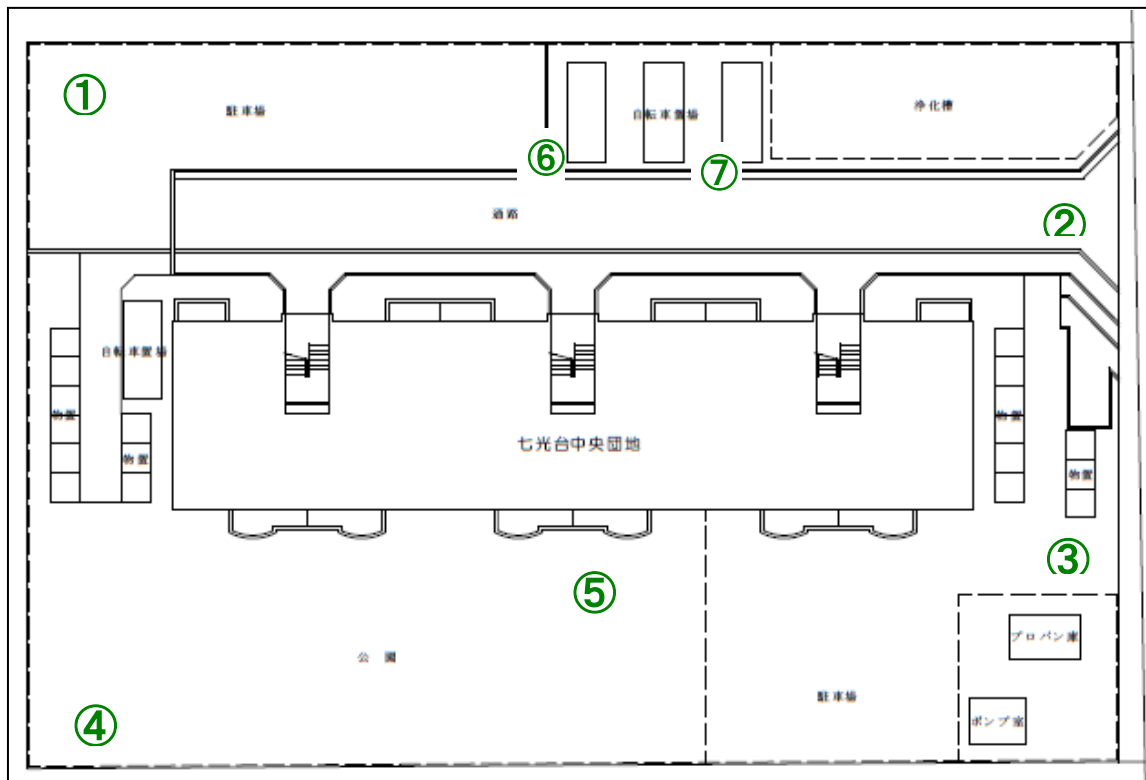 ①
駐車場
自転車置場
浄化槽
⑥
⑦
通路
②
自転車置場
物置
物置
七光台中央団地
物置
物置
③
⑤
プロパン庫
公 園
駐車場
④
ポンプ室